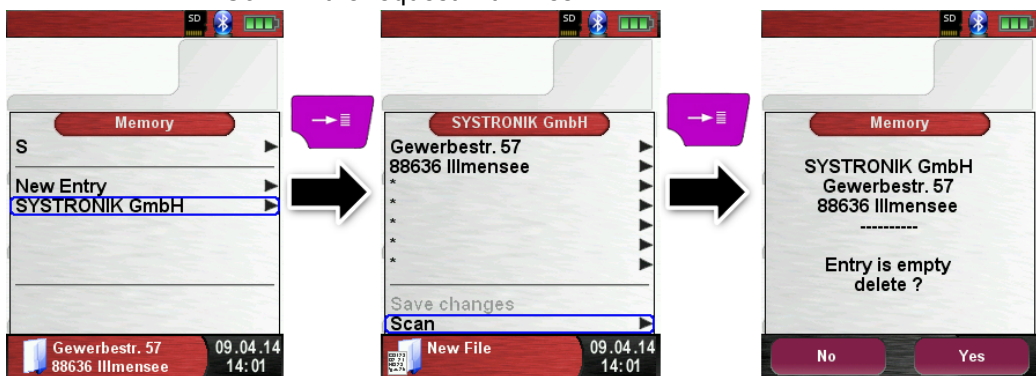 SD
Memory
S
New Entry
SYSTRONIK GmbH
Gewerbestr. 57
88636 Illmensee
09.04.14
14:01
SD
SYSTRONIK GmbH
Gewerbestr. 57
88636 Illmensee
*
*
*
*
*
Save changes
Scan
New File
09.04.14
14:01
SD
Memory
SYSTRONIK GmbH
Gewerbestr. 57
88636 Illmensee
----------
Entry is empty
delete ?
No
Yes